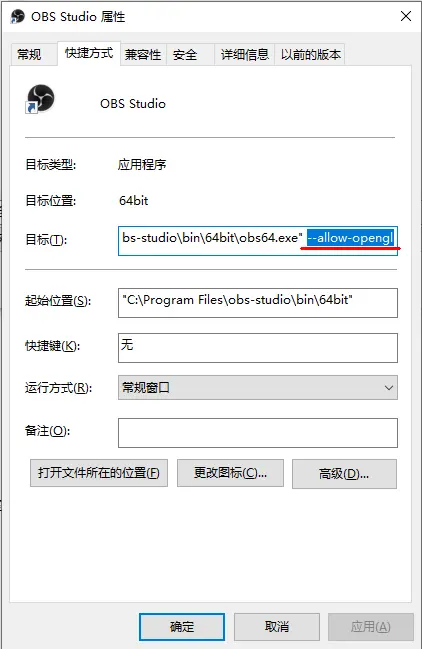 OBS Studio 属性
常规 快捷方式 兼容性 安全 详细信息 以前的版本
OBS Studio
目标类型: 应用程序
目标位置: 64bit
目标(T): bs-studio\bin\64bit\obs64.exe" --allow-opengl
起始位置(S): "C:\Program Files\obs-studio\bin\64bit"
快捷键(K): 无
运行方式(R): 常规窗口
备注(O):
打开文件所在的位置(F) 更改图标(C)... 高级(D)...
确定 取消 应用(A)